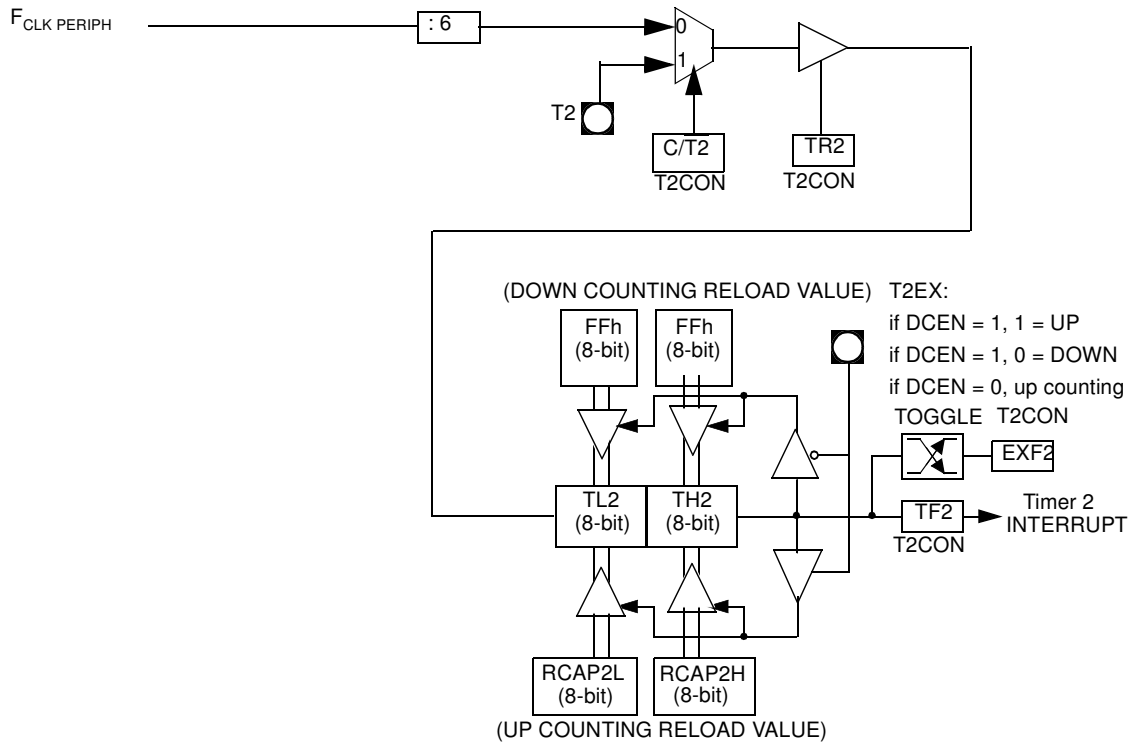 FCLK PERIPH
: 6
0
1
T2
C/T2
TR2
T2CON
T2CON
(DOWN COUNTING RELOAD VALUE)
T2EX:
if DCEN = 1, 1 = UP
if DCEN = 1, 0 = DOWN
if DCEN = 0, up counting
FFh
(8-bit)
FFh
(8-bit)
TOGGLE
T2CON
EXF2
TL2
(8-bit)
TH2
(8-bit)
TF2
T2CON
Timer 2
INTERRUPT
RCAP2L
(8-bit)
RCAP2H
(8-bit)
(UP COUNTING RELOAD VALUE)